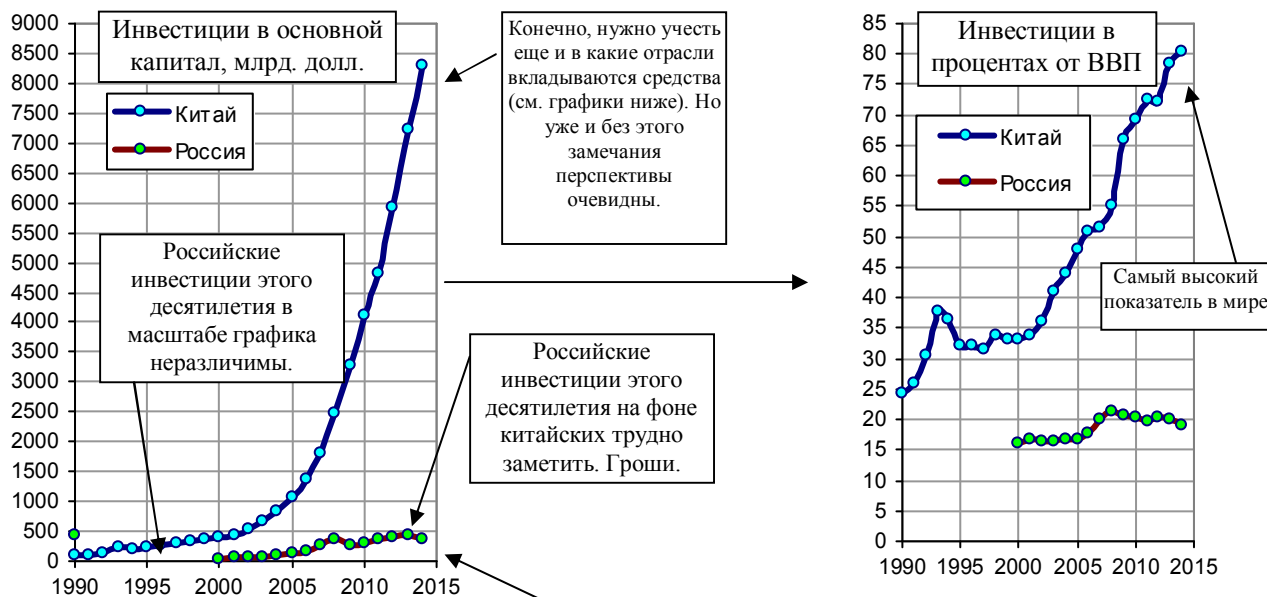 Инвестиции в основной
капитал, млрд. долл.
Китай
Россия
9000
8500
8000
7500
7000
6500
6000
5500
5000
4500
4000
3500
3000
2500
2000
1500
1000
500
0
1990 1995 2000 2005 2010 2015
Российские
инвестиции этого
десятилетия в
масштабе графика
неразличимы.
Конечно, нужно учесть
еще и в какие отрасли
вкладываются средства
(см. графики ниже). Но
уже и без этого
замечания
перспективы
очевидны.
Российские
инвестиции этого
десятилетия на фоне
китайских трудно
заметить. Гроши.
Инвестиции в
процентах от ВВП
Китай
Россия
85
80
75
70
65
60
55
50
45
40
35
30
25
20
15
10
5
0
1990 1995 2000 2005 2010 2015
Самый высокий
показатель в мире